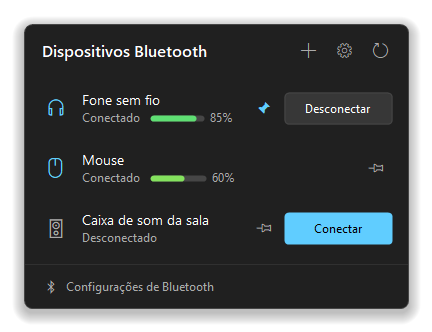 Dispositivos Bluetooth
Fone sem fio
Conectado 85%
Desconectar
Mouse
Conectado 60%
Caixa de som da sala
Desconectado
Conectar
Configurações de Bluetooth